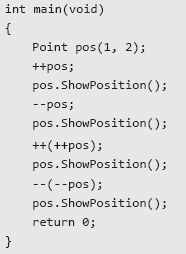 int main(void)
{
    Point pos(1, 2);
    ++pos;
    pos.ShowPosition();
    --pos;
    pos.ShowPosition();
    ++(++pos);
    pos.ShowPosition();
    --(--pos);
    pos.ShowPosition();
    return 0;
}